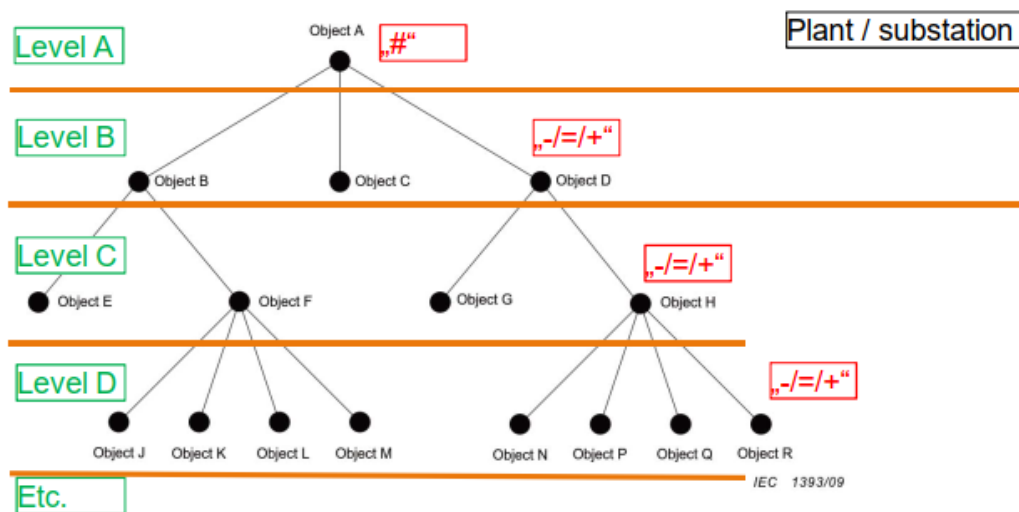 Object A
„#“
Plant / substation
Level A
Level B
„-/=/+“
Object B
Object C
Object D
Level C
„-/=/+“
Object E
Object F
Object G
Object H
Level D
„-/=/+“
Object J
Object K
Object L
Object M
Object N
Object P
Object Q
Object R
IEC 1393/09
Etc.